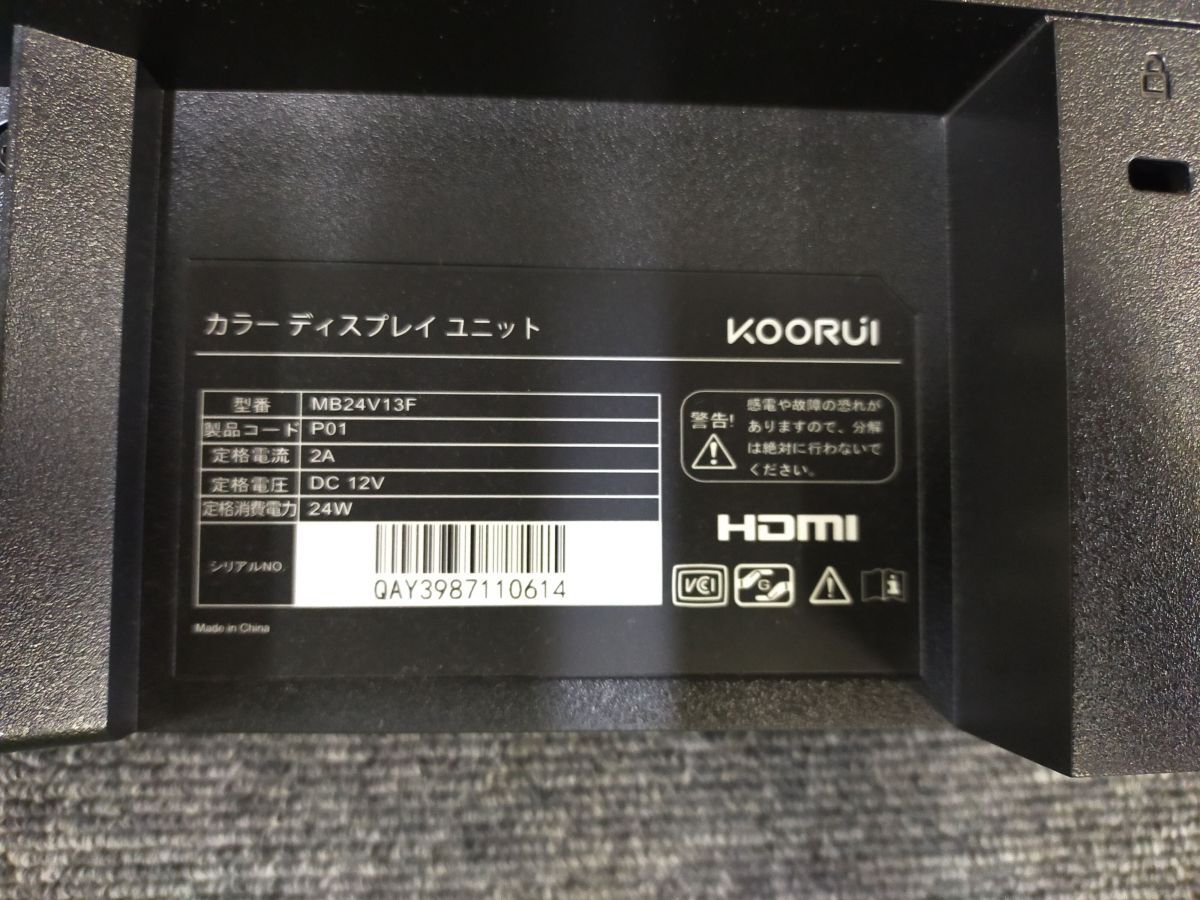 カラー ディスプレイ ユニット
KOORUI
型番 MB24V13F
製品コード P01
定格電流 2A
定格電圧 DC 12V
定格消費電力 24W
シリアルNO. QAY3987110614
Made in China
警告!
感電や故障の恐れが
ありますので、分解
は絶対に行わないで
ください。
HDMI
VCCI
G